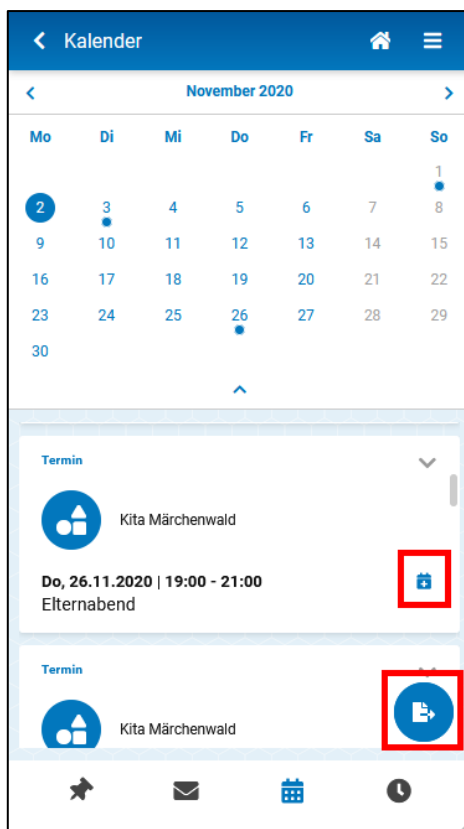 Kalender
November 2020
Mo Di Mi Do Fr Sa So
1
2 3 4 5 6 7 8
9 10 11 12 13 14 15
16 17 18 19 20 21 22
23 24 25 26 27 28 29
30
Termin
Kita Märchenwald
Do, 26.11.2020 | 19:00 - 21:00
Elternabend
Termin
Kita Märchenwald